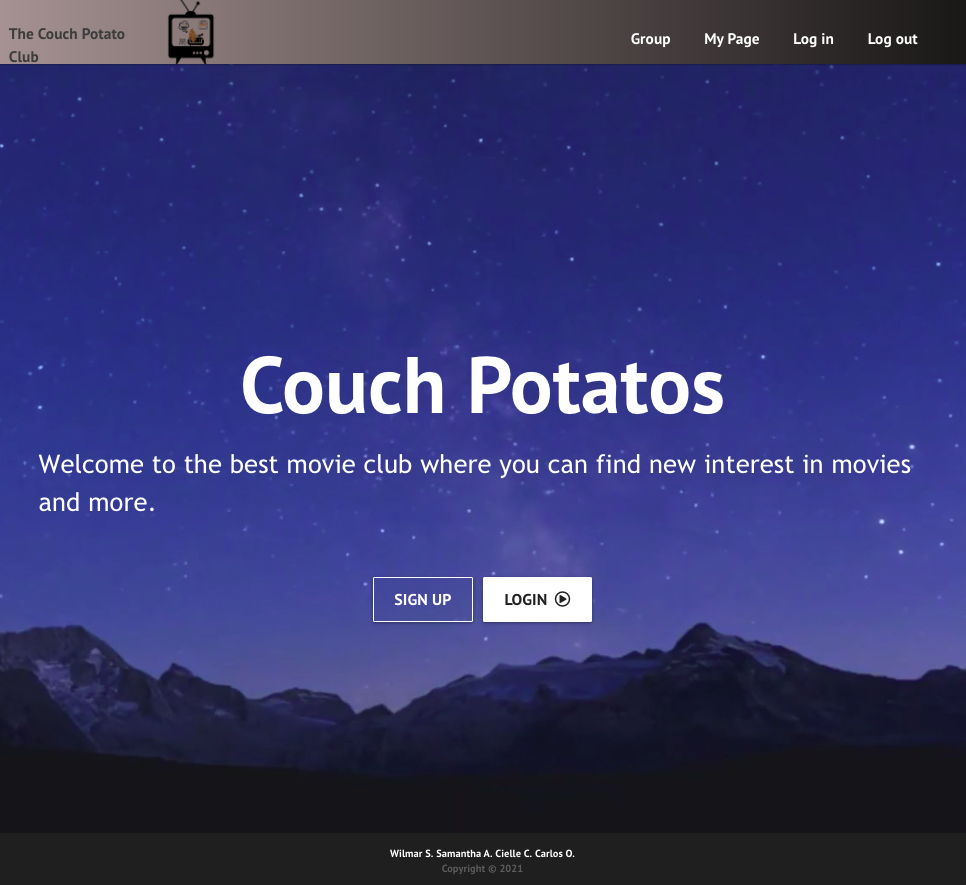 The Couch Potato
Club
Group
My Page
Log in
Log out
Couch Potatos
Welcome to the best movie club where you can find new interest in movies
and more.
SIGN UP
LOGIN
Wilmar S. Samantha A. Cielle C. Carlos O.
Copyright © 2021